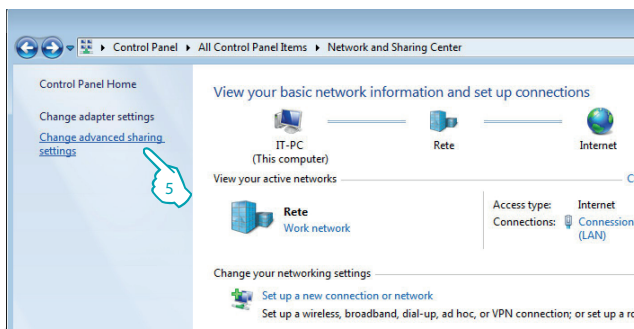 Control Panel ▸ All Control Panel Items ▸ Network and Sharing Center
Control Panel Home
Change adapter settings
Change advanced sharing
settings
5
View your basic network information and set up connections
IT-PC
(This computer)
Rete
Internet
View your active networks
C
Rete
Work network
Access type: Internet
Connections: Connession
(LAN)
Change your networking settings
Set up a new connection or network
Set up a wireless, broadband, dial-up, ad hoc, or VPN connection; or set up a ro